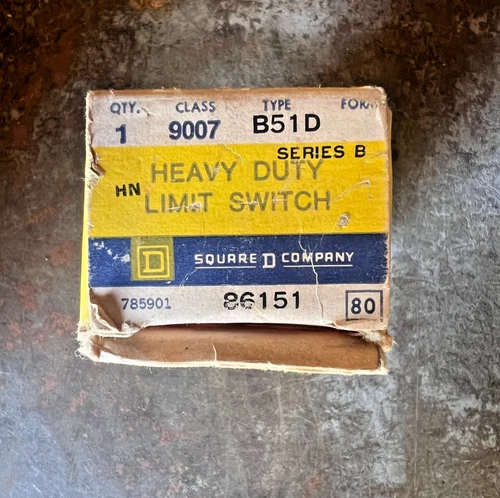 QTY. CLASS TYPE FORM
1 9007 B51D
SERIES B
HEAVY DUTY
HN LIMIT SWITCH
D SQUARE D COMPANY
785901 86151 80